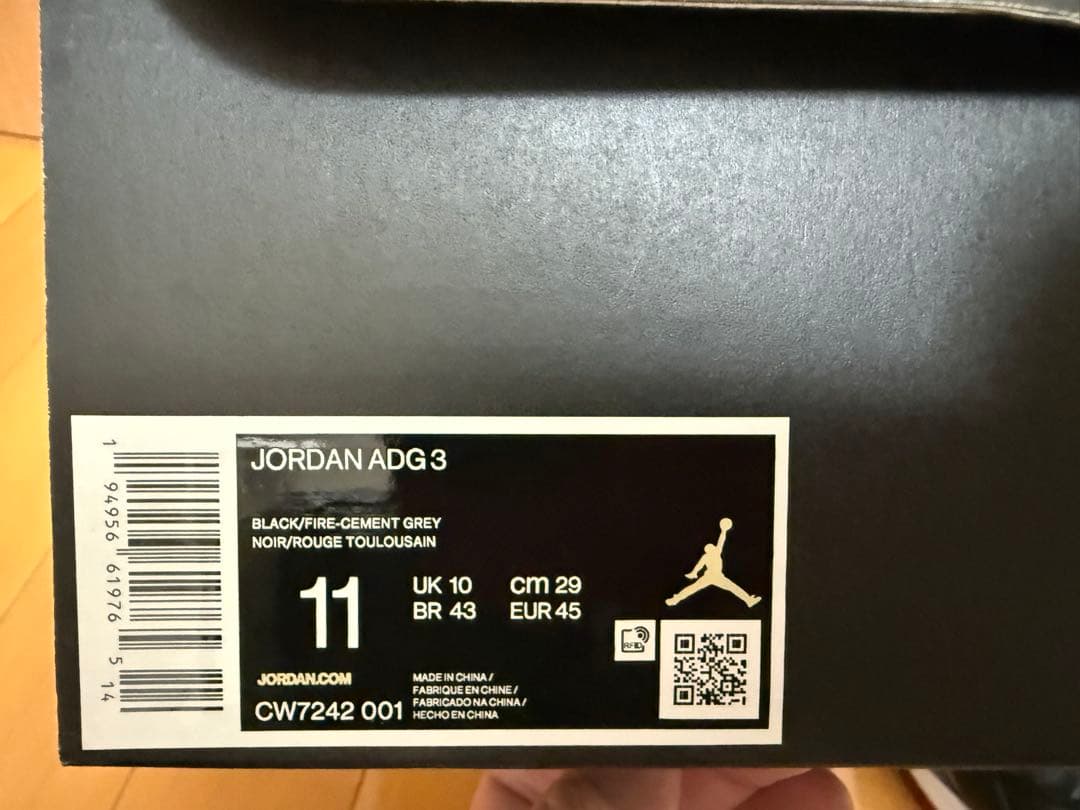 JORDAN ADG 3
BLACK/FIRE-CEMENT GREY
NOIR/ROUGE TOULOUSAIN
11
UK 10 cm 29
BR 43 EUR 45
JORDAN.COM
CW7242 001
MADE IN CHINA /
FABRIQUE EN CHINE /
FABRICADO NA CHINA /
HECHO EN CHINA
RFID
1 94956 61976 5 14